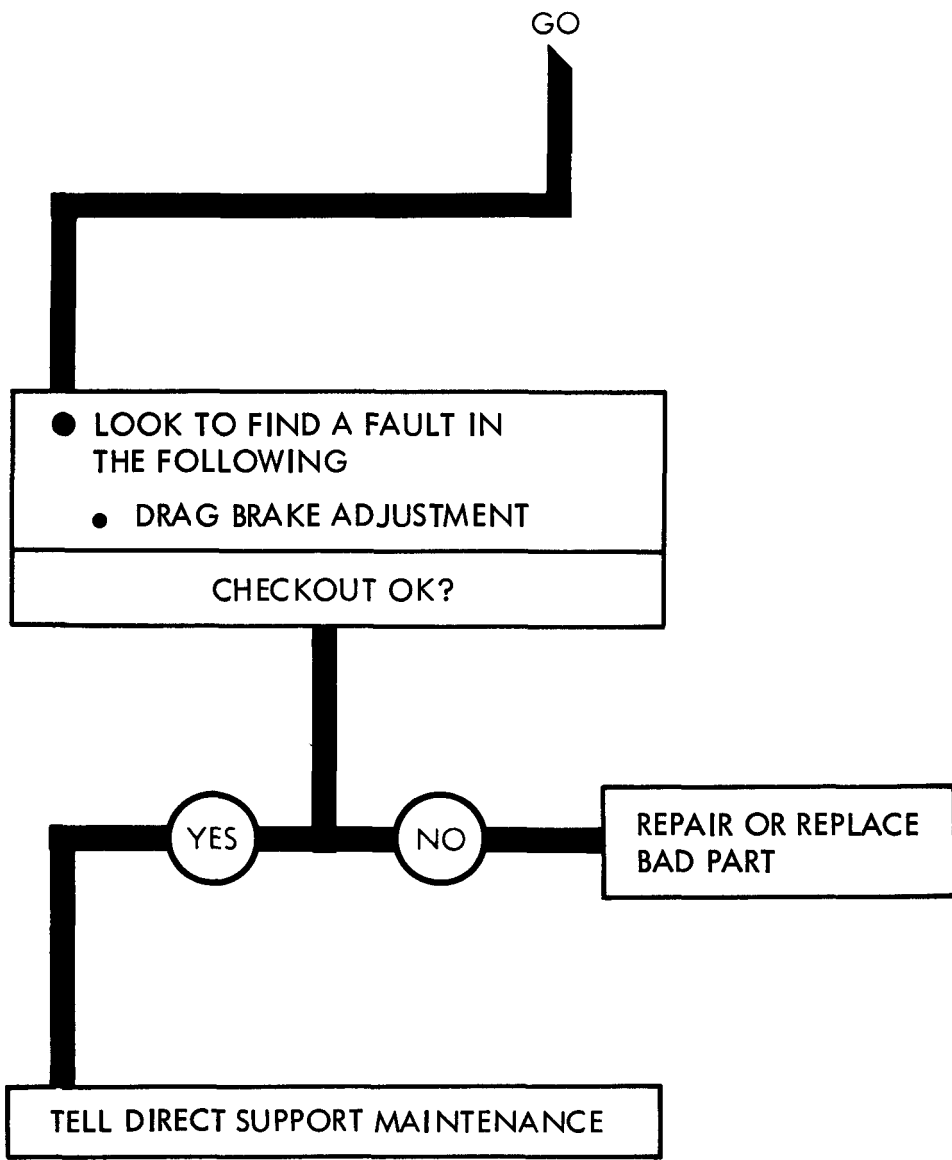 GO
● LOOK TO FIND A FAULT IN
THE FOLLOWING
● DRAG BRAKE ADJUSTMENT
CHECKOUT OK?
YES
NO
REPAIR OR REPLACE
BAD PART
TELL DIRECT SUPPORT MAINTENANCE